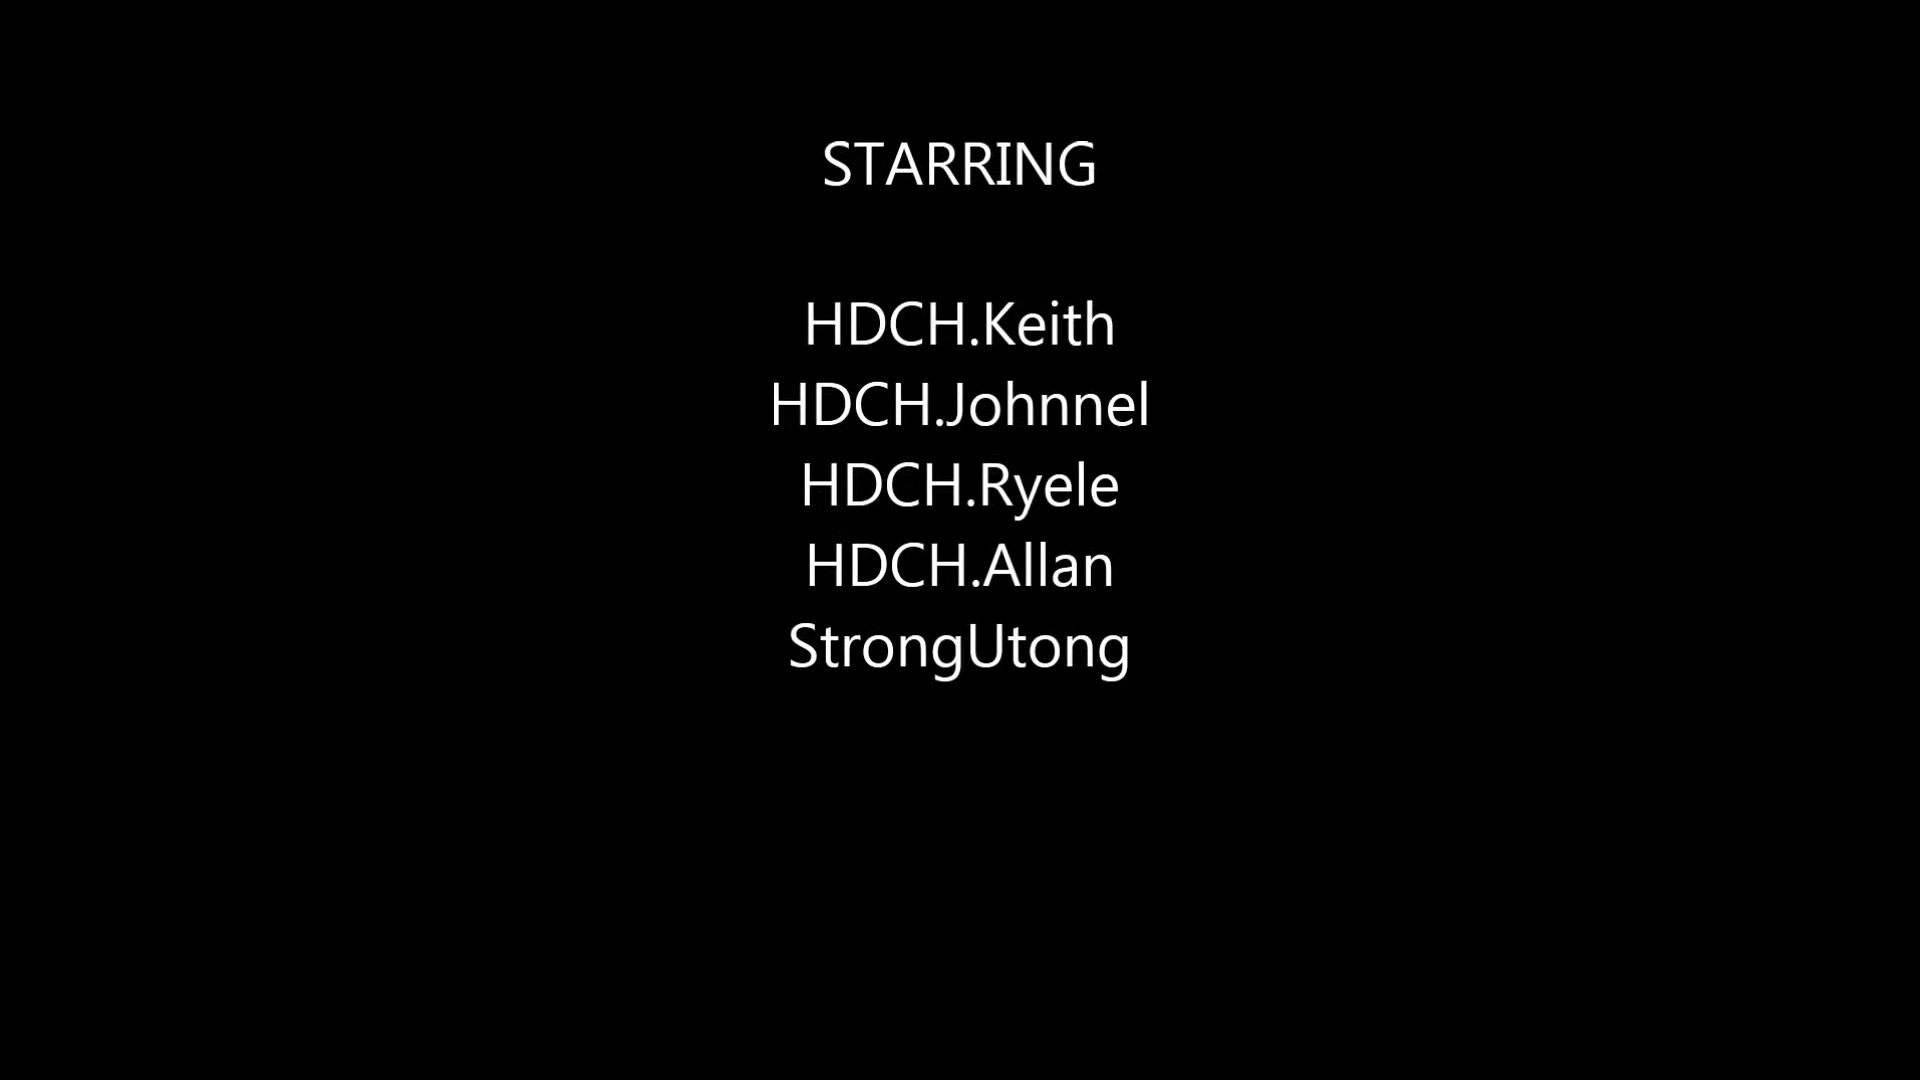 STARRING
HDCH.Keith
HDCH.Johnnel
HDCH.Ryele
HDCH.Allan
StrongUtong